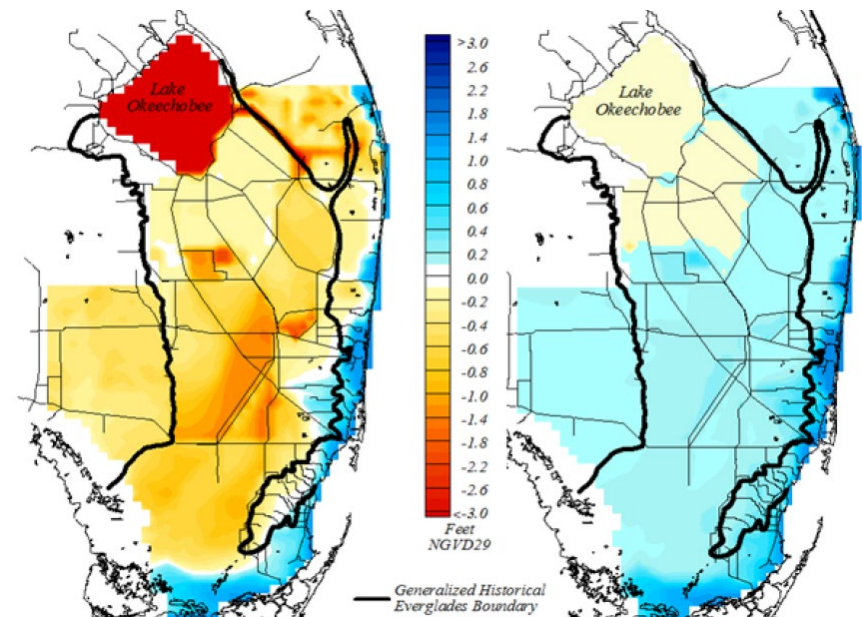 Lake
Okeechobee
>3.0
2.6
2.2
1.8
1.4
1.0
0.8
0.6
0.4
0.2
0.0
-0.2
-0.4
-0.6
-0.8
-1.0
-1.4
-1.8
-2.2
-2.6
<-3.0
Feet
NGVD29
Lake
Okeechobee
Generalized Historical
Everglades Boundary